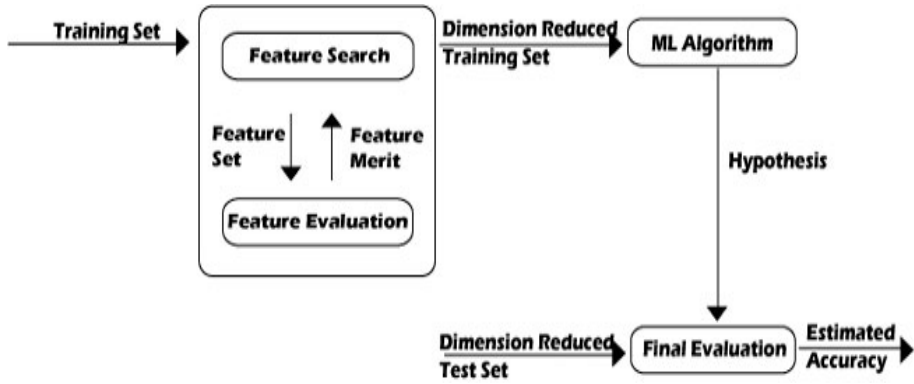 Training Set
Feature Search
Feature
Set
Feature
Merit
Feature Evaluation
Dimension Reduced
Training Set
ML Algorithm
Hypothesis
Dimension Reduced
Test Set
Final Evaluation
Estimated
Accuracy